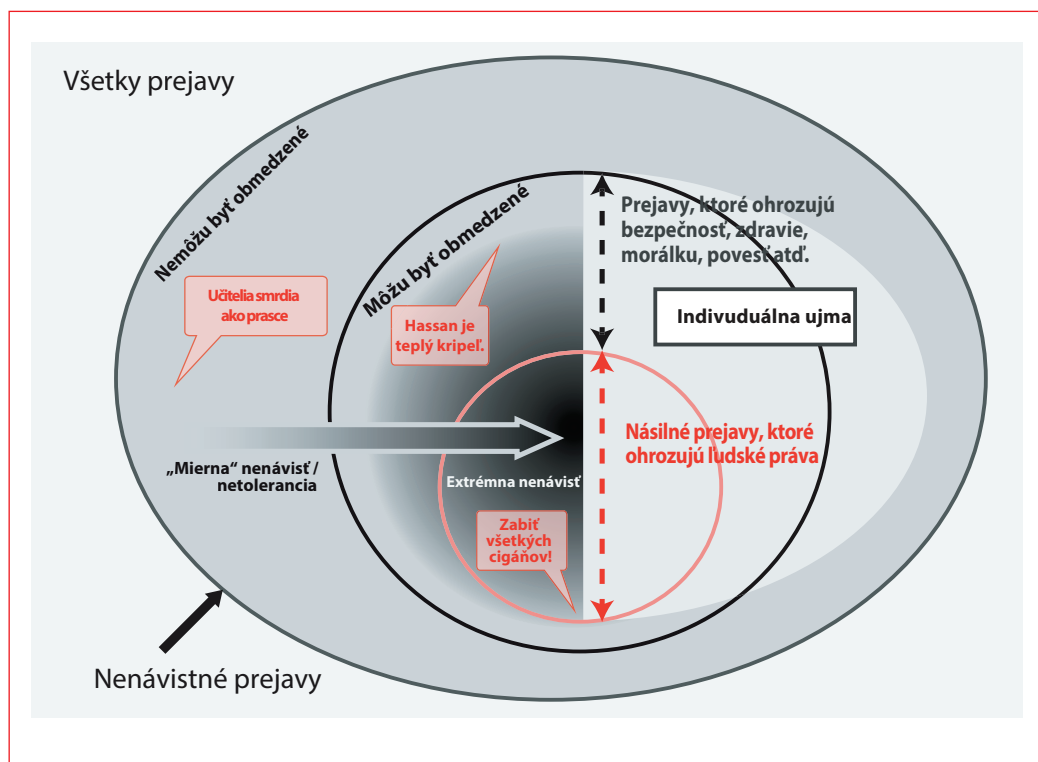 Všetky prejavy
Nemôžu byť obmedzené
Môžu byť obmedzené
Prejavy, ktoré ohrozujú
bezpečnosť, zdravie,
morálku, povesť atď.
Učitelia smrdia
ako prasce
Hassan je
teplý kripeľ.
Indivuduálna ujma
Násilné prejavy, ktoré
ohrozujú ľudské práva
„Mierna“ nenávisť /
netolerancia
Extrémna nenávisť
Zabiť
všetkých
cigáňov!
Nenávistné prejavy